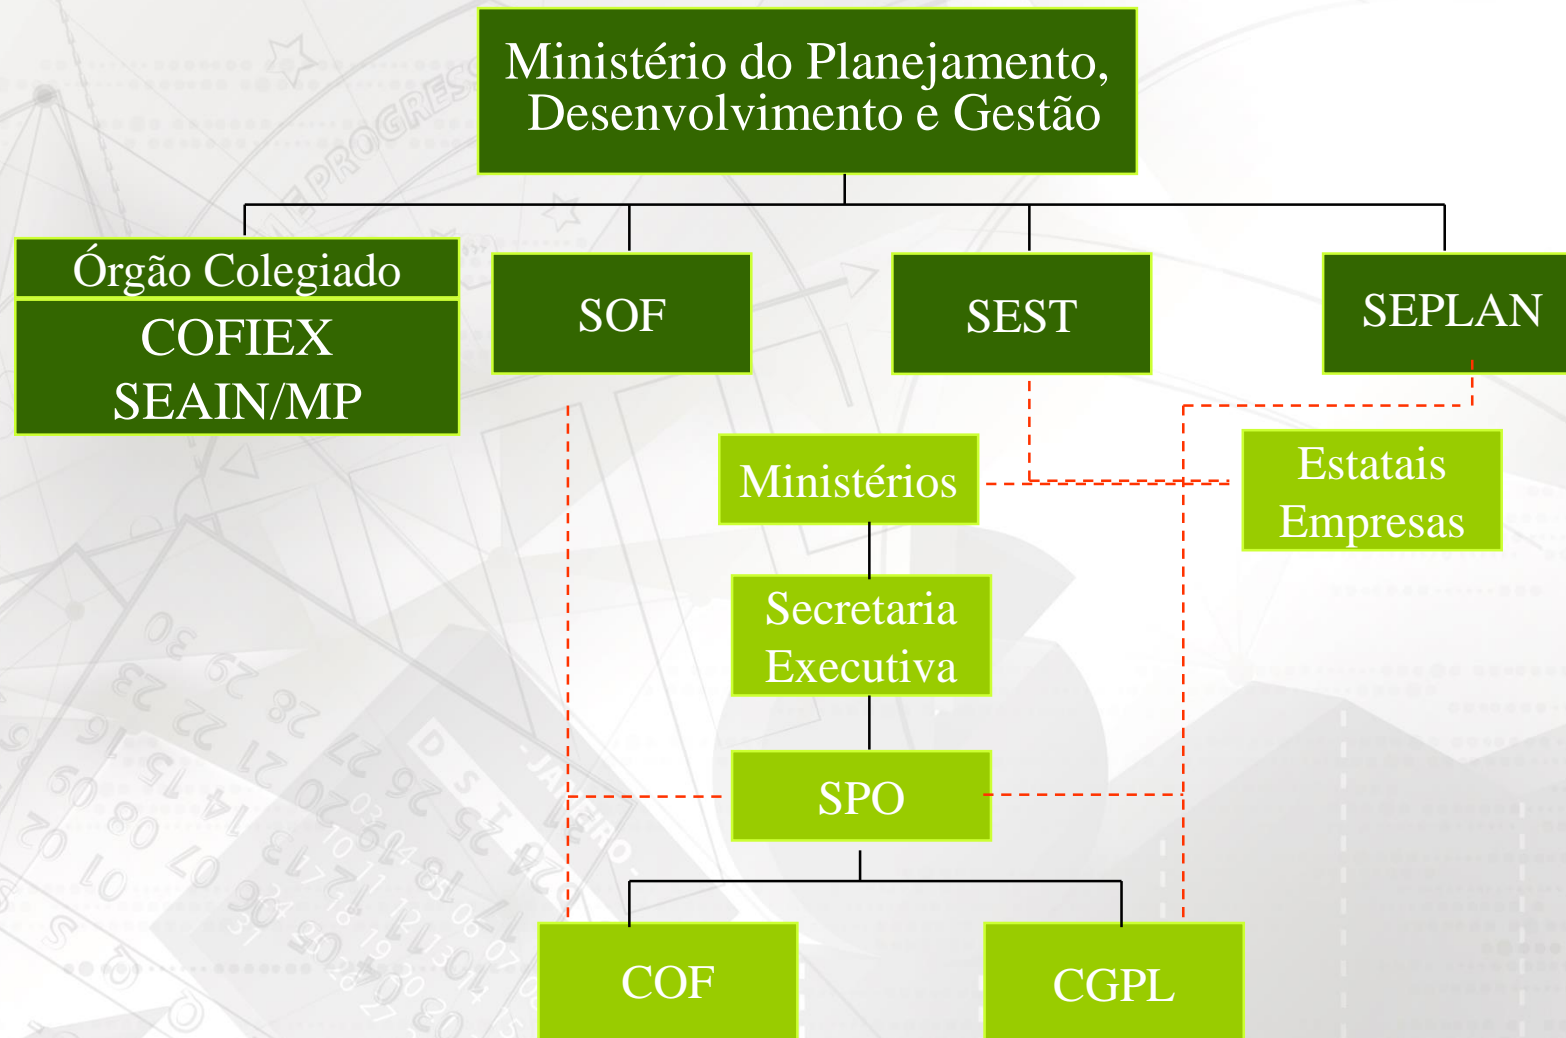 Ministério do Planejamento,
Desenvolvimento e Gestão
Órgão Colegiado
COFIEX
SEAIN/MP
SOF
SEST
SEPLAN
Ministérios
Estatais
Empresas
Secretaria
Executiva
SPO
COF
CGPL